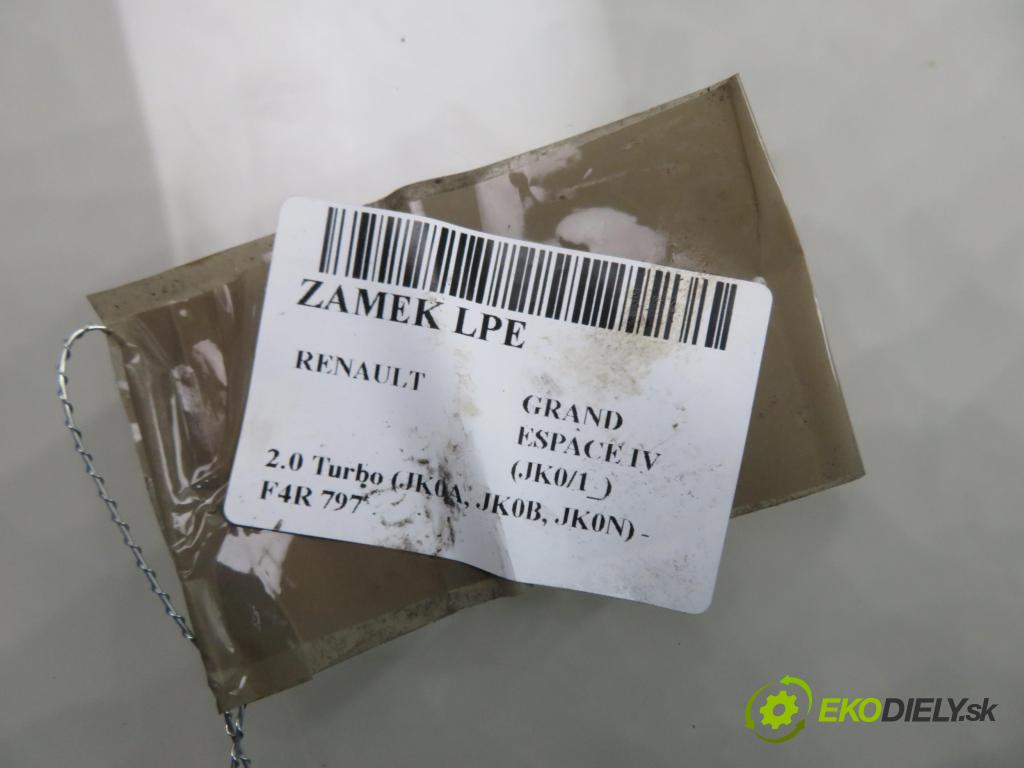 ZAMEK LPE
RENAULT
GRAND
ESPACE IV
(JK0/1_)
2.0 Turbo (JK0A, JK0B, JK0N) -
F4R 797
EKODIELY.sk